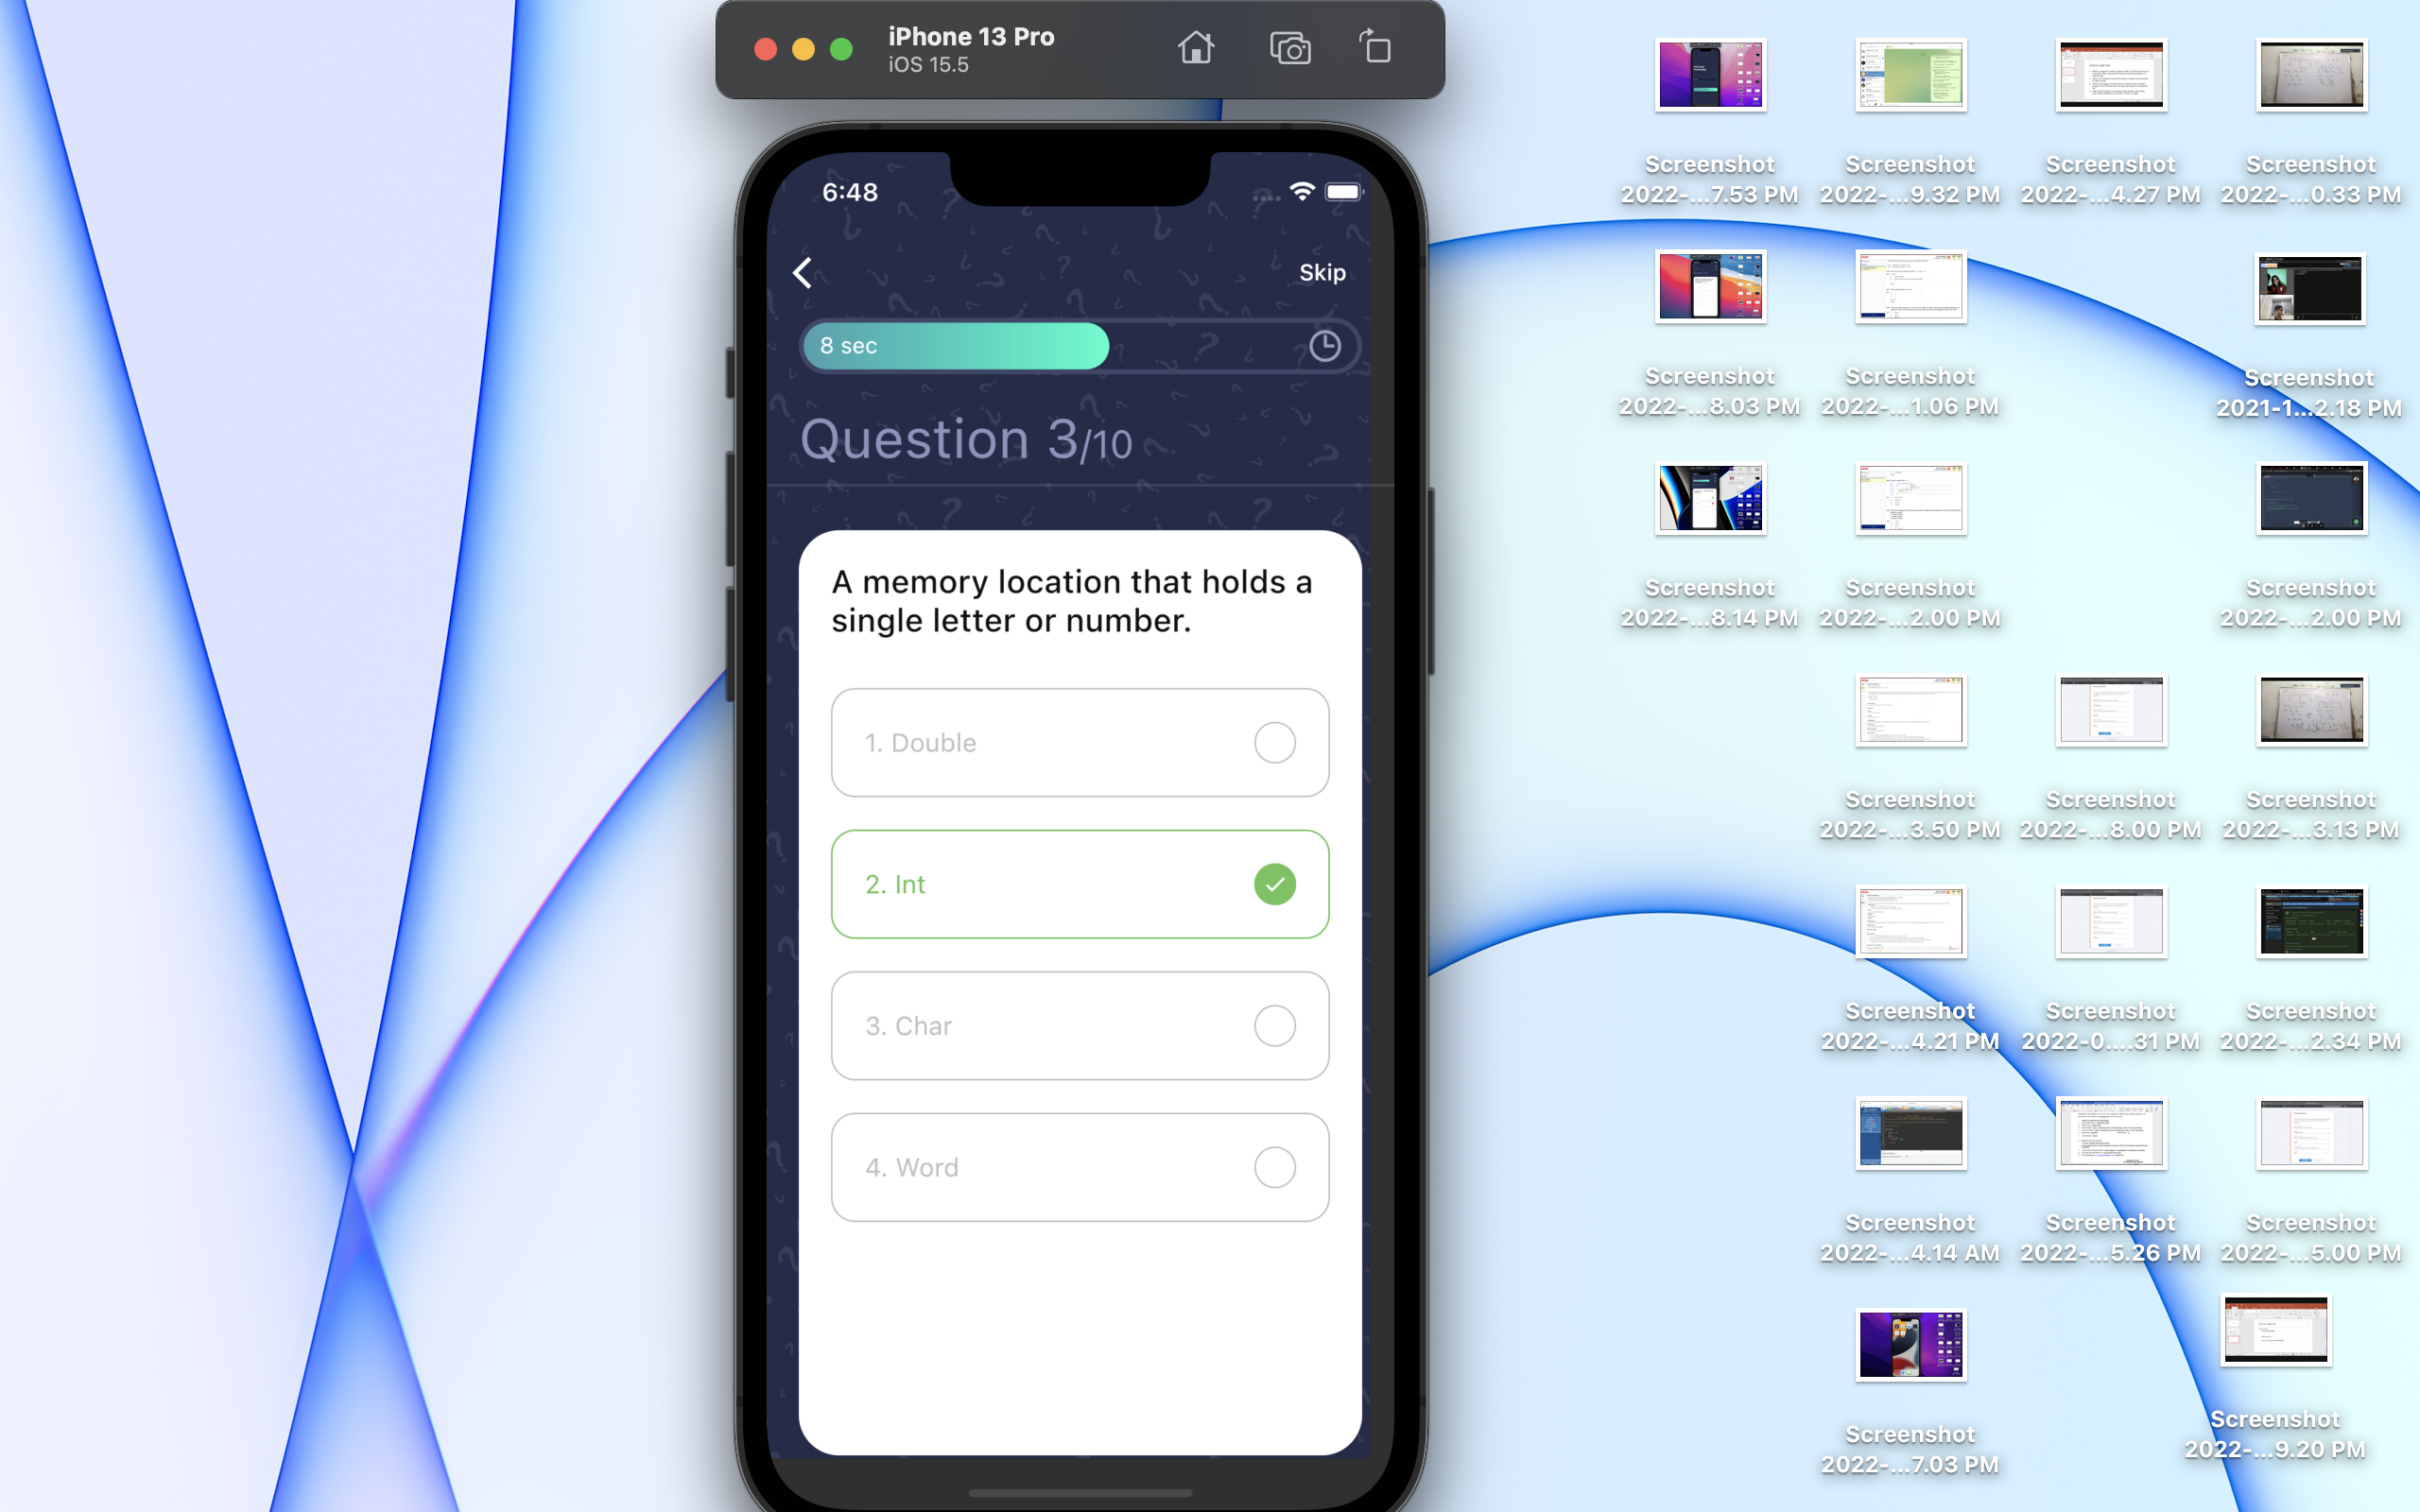 iPhone 13 Pro
iOS 15.5
6:48
Skip
8 sec
Question 3/10
A memory location that holds a
single letter or number.
1. Double
2. Int
3. Char
4. Word
Screenshot
2022-...7.53 PM
Screenshot
2022-...9.32 PM
Screenshot
2022-...4.27 PM
Screenshot
2022-...0.33 PM
Screenshot
2022-...8.03 PM
Screenshot
2022-...1.06 PM
Screenshot
2021-1...2.18 PM
Screenshot
2022-...8.14 PM
Screenshot
2022-...2.00 PM
Screenshot
2022-...2.00 PM
Screenshot
2022-...3.50 PM
Screenshot
2022-...8.00 PM
Screenshot
2022-...3.13 PM
Screenshot
2022-...4.21 PM
Screenshot
2022-0....31 PM
Screenshot
2022-...2.34 PM
Screenshot
2022-...4.14 AM
Screenshot
2022-...5.26 PM
Screenshot
2022-...5.00 PM
Screenshot
2022-...7.03 PM
Screenshot
2022-...9.20 PM